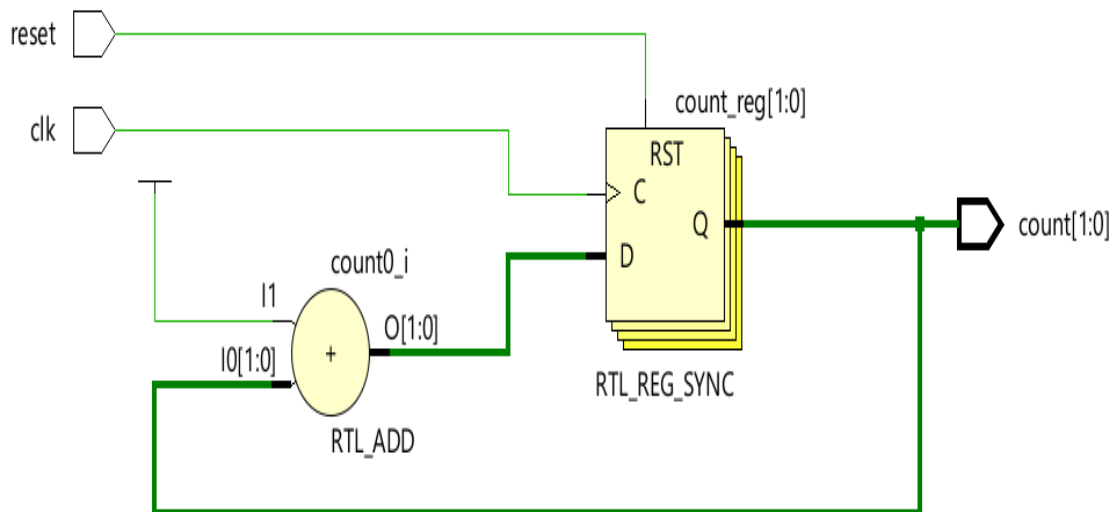 reset
count_reg[1:0]
clk
RST
C
Q
count[1:0]
D
count0_i
I1
O[1:0]
+
I0[1:0]
RTL_REG_SYNC
RTL_ADD